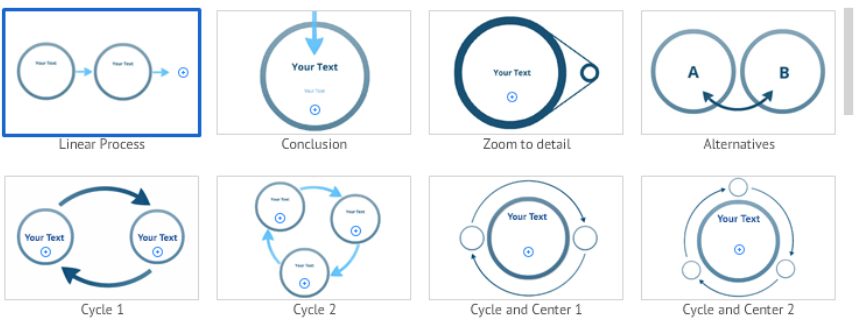 Your Text
Your Text
Linear Process
Your Text
Your Text
Conclusion
Your Text
Zoom to detail
A
B
Alternatives
Your Text
Your Text
Cycle 1
Your Text
Your Text
Your Text
Cycle 2
Your Text
Cycle and Center 1
Your Text
Cycle and Center 2